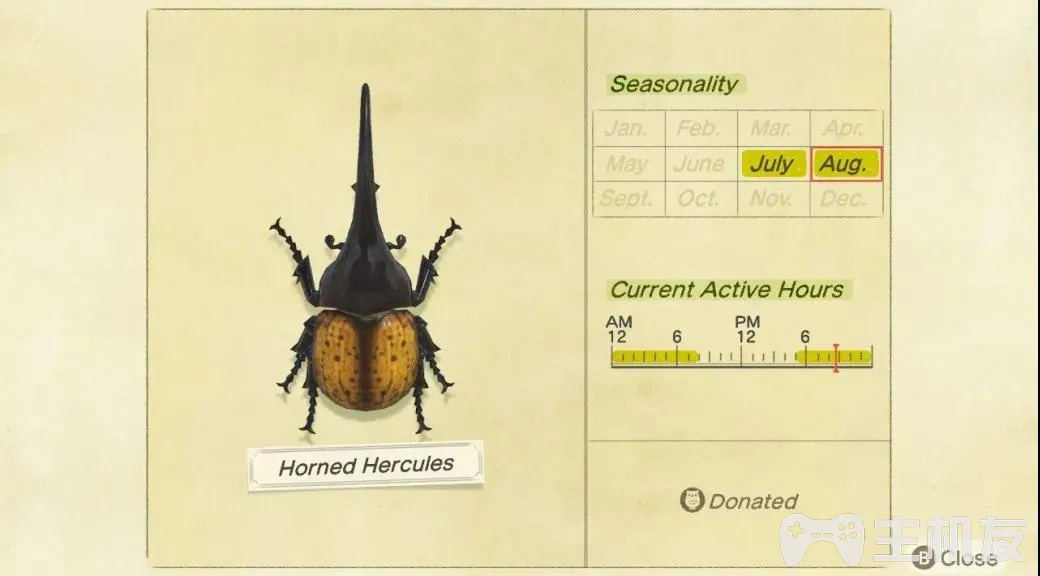 Seasonality
Jan. Feb. Mar. Apr.
May June July Aug.
Sept. Oct. Nov. Dec.
Current Active Hours
AM PM
12 6 12 6
Horned Hercules
Donated
主机友
B Close